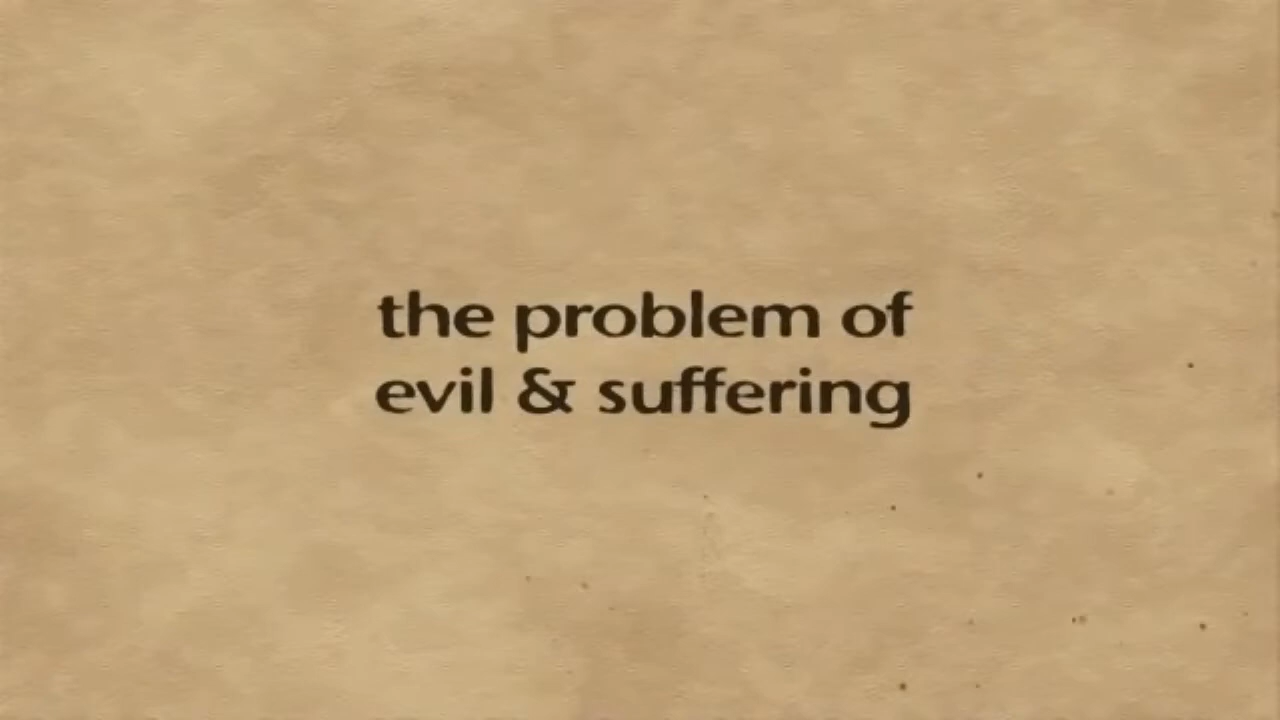 the problem of
evil & suffering